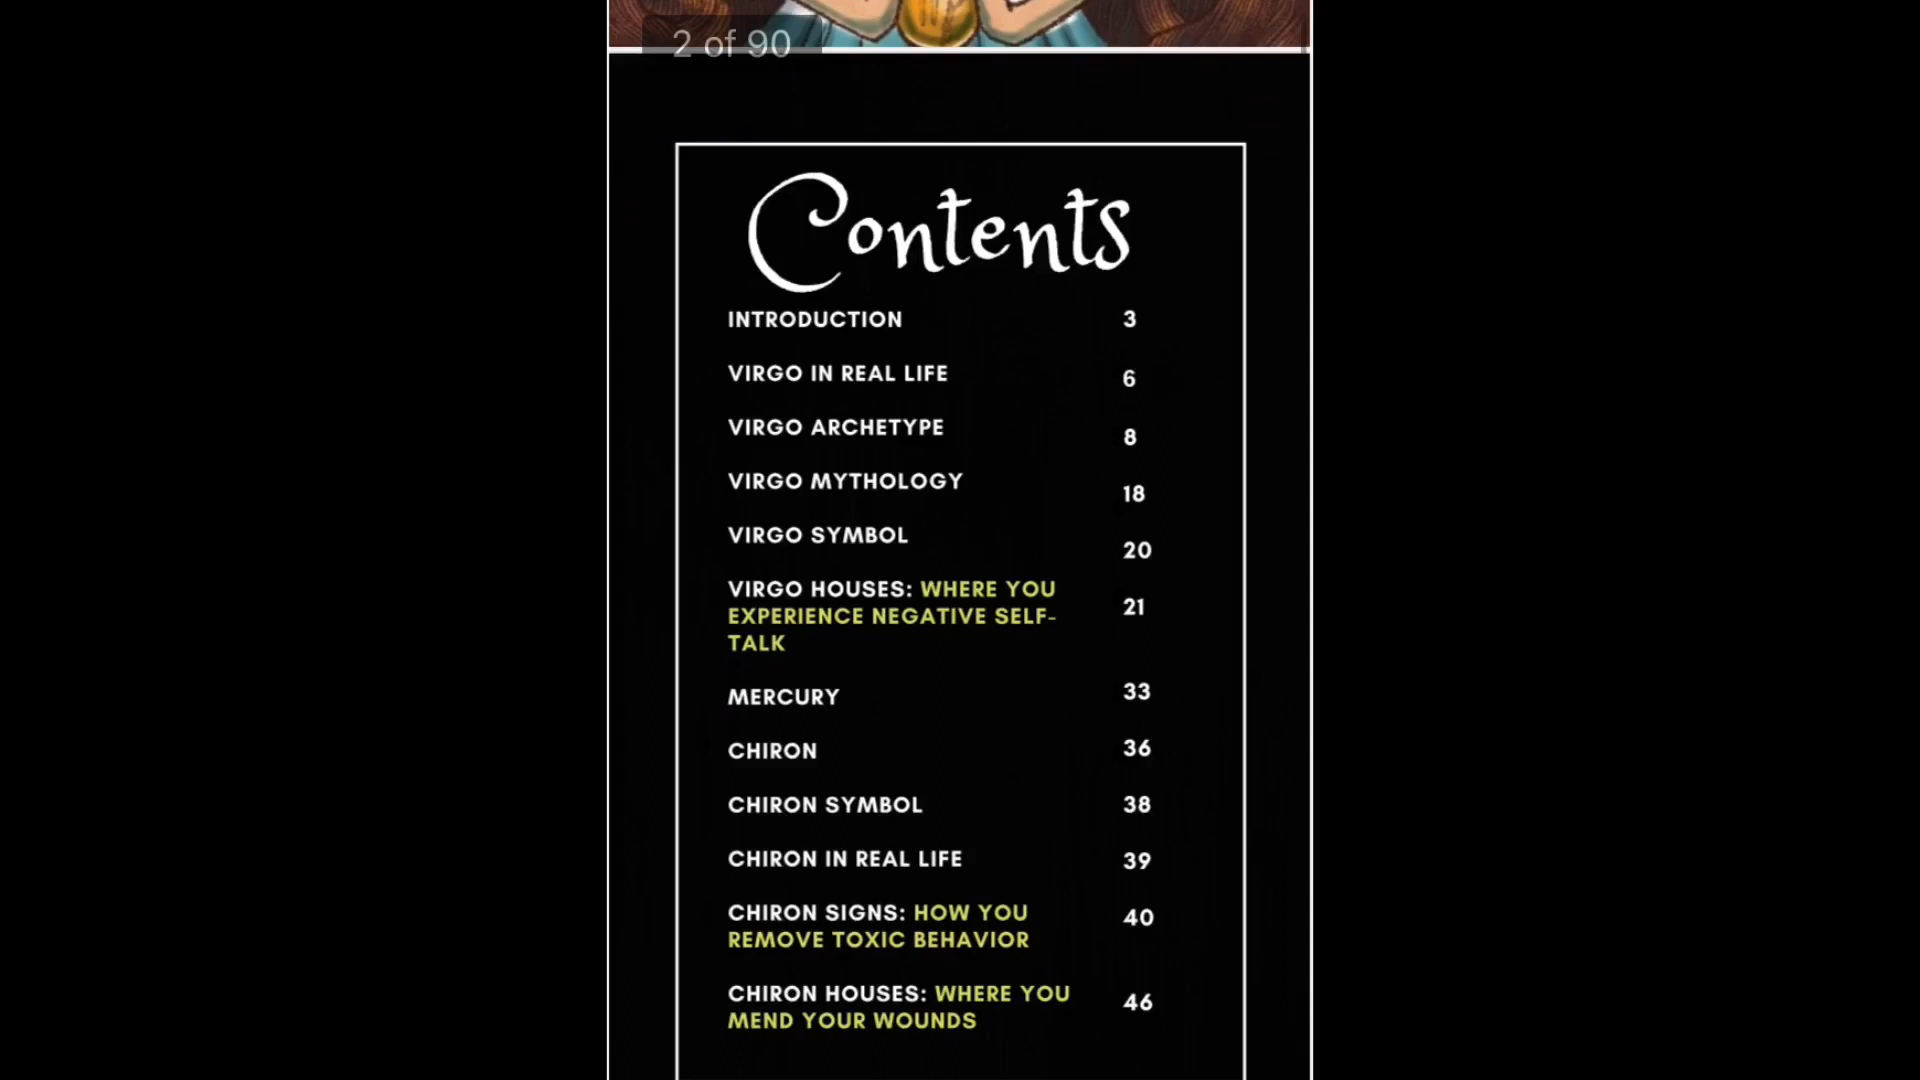 2 of 90
Contents
INTRODUCTION 3
VIRGO IN REAL LIFE 6
VIRGO ARCHETYPE 8
VIRGO MYTHOLOGY 18
VIRGO SYMBOL 20
VIRGO HOUSES: WHERE YOU
EXPERIENCE NEGATIVE SELF- 21
TALK
MERCURY 33
CHIRON 36
CHIRON SYMBOL 38
CHIRON IN REAL LIFE 39
CHIRON SIGNS: HOW YOU 40
REMOVE TOXIC BEHAVIOR
CHIRON HOUSES: WHERE YOU 46
MEND YOUR WOUNDS